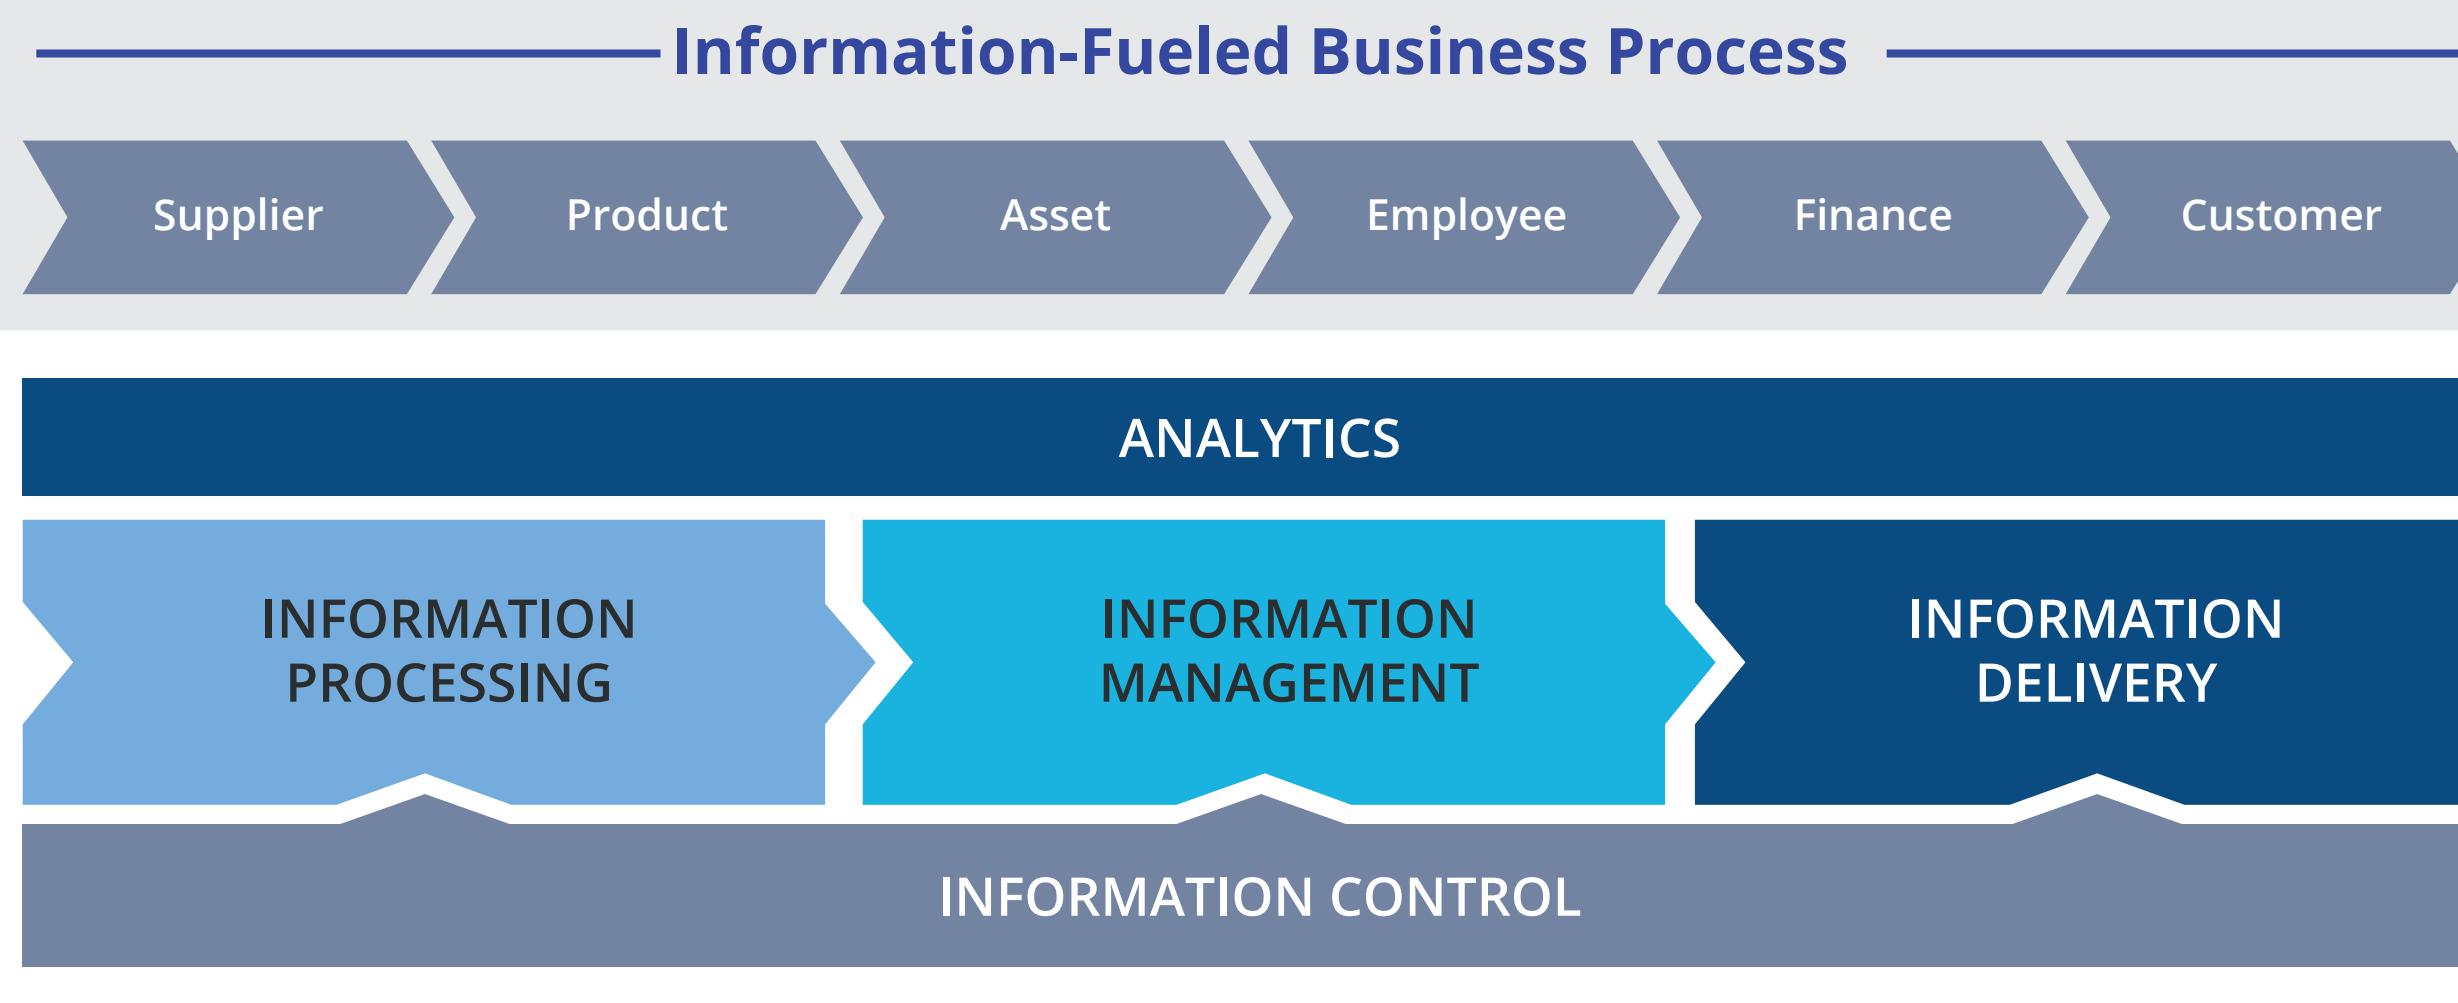 Information-Fueled Business Process
Supplier Product Asset Employee Finance Customer
ANALYTICS
INFORMATION
PROCESSING
INFORMATION
MANAGEMENT
INFORMATION
DELIVERY
INFORMATION CONTROL